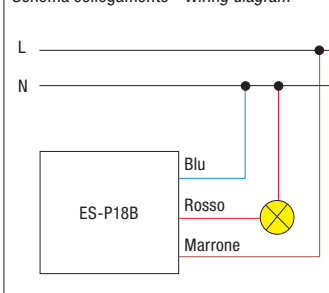 Schema collegamento - Wiring diagram
L
N
Blu
ES-P18B
Rosso
Marrone